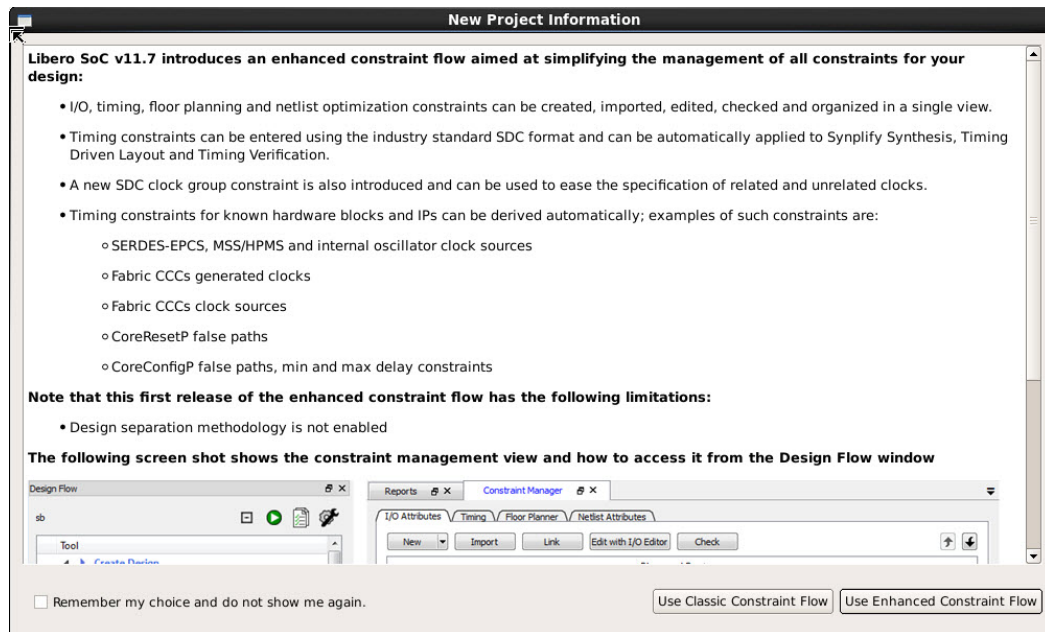 New Project Information
Libero SoC v11.7 introduces an enhanced constraint flow aimed at simplifying the management of all constraints for your
design:
• I/O, timing, floor planning and netlist optimization constraints can be created, imported, edited, checked and organized in a single view.
• Timing constraints can be entered using the industry standard SDC format and can be automatically applied to Synplify Synthesis, Timing
Driven Layout and Timing Verification.
• A new SDC clock group constraint is also introduced and can be used to ease the specification of related and unrelated clocks.
• Timing constraints for known hardware blocks and IPs can be derived automatically; examples of such constraints are:
◦ SERDES-EPCS, MSS/HPMS and internal oscillator clock sources
◦ Fabric CCCs generated clocks
◦ Fabric CCCs clock sources
◦ CoreResetP false paths
◦ CoreConfigP false paths, min and max delay constraints
Note that this first release of the enhanced constraint flow has the following limitations:
• Design separation methodology is not enabled
The following screen shot shows the constraint management view and how to access it from the Design Flow window
Design Flow
sb
Tool
Create Design
Reports Constraint Manager
I/O Attributes Timing Floor Planner Netlist Attributes
New Import Link Edit with I/O Editor Check
Remember my choice and do not show me again.
Use Classic Constraint Flow Use Enhanced Constraint Flow